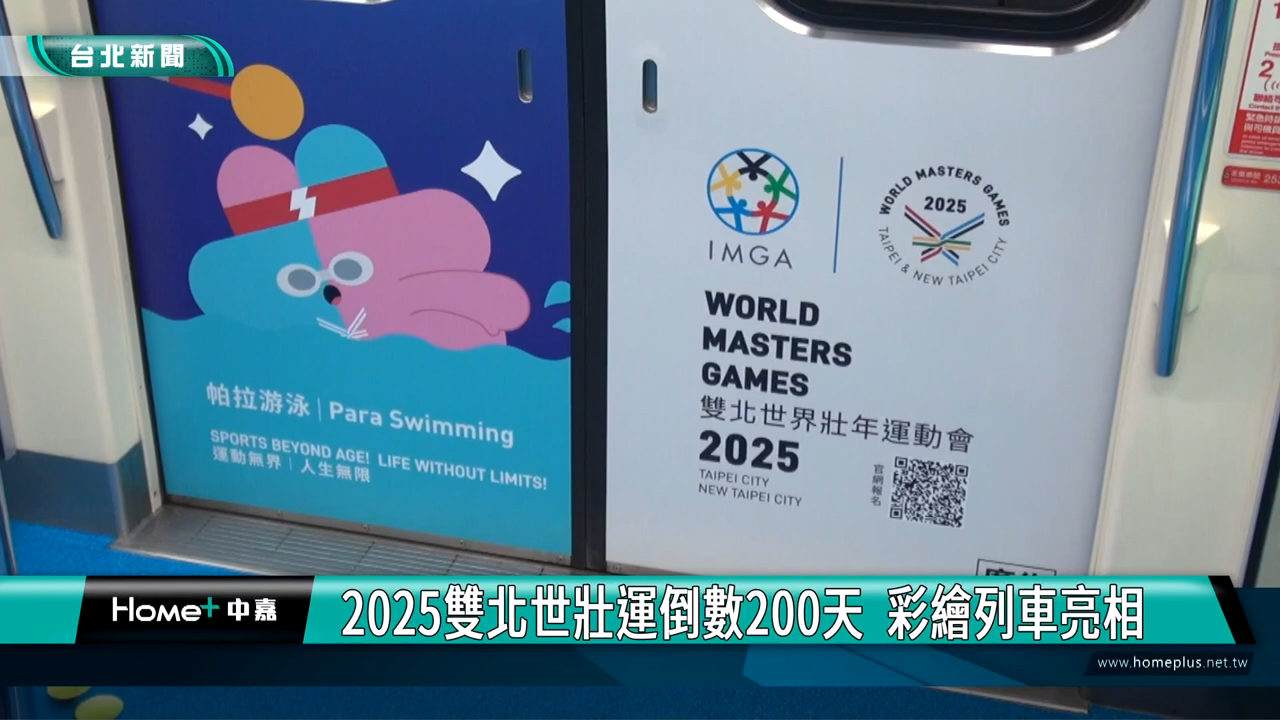 台北新聞
帕拉游泳 | Para Swimming
SPORTS BEYOND AGE! LIFE WITHOUT LIMITS!
運動無界 | 人生無限
IMGA
WORLD MASTERS GAMES
2025
TAIPEI & NEW TAIPEI CITY
WORLD
MASTERS
GAMES
雙北世界壯年運動會
2025
TAIPEI CITY
NEW TAIPEI CITY
官網報名
Home+中嘉
2025雙北世壯運倒數200天 彩繪列車亮相
www.homeplus.net.tw